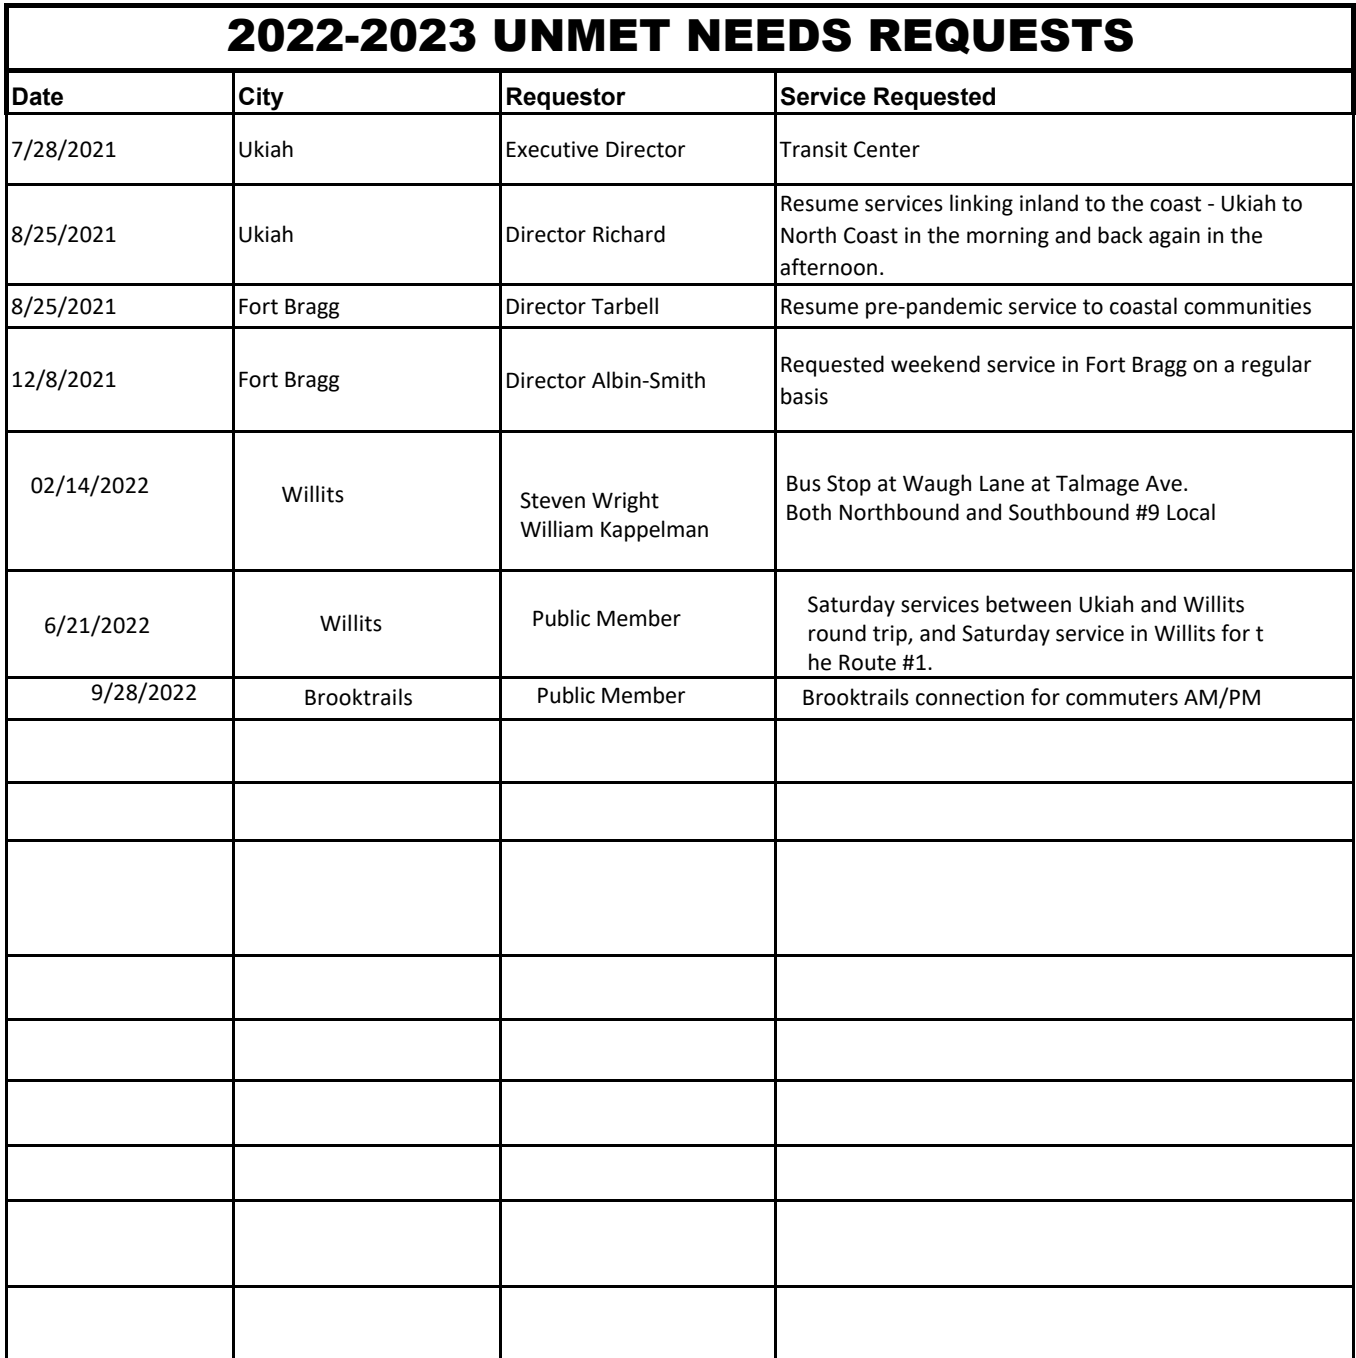 2022-2023 UNMET NEEDS REQUESTS
Date City Requestor Service Requested
7/28/2021 Ukiah Executive Director Transit Center
8/25/2021 Ukiah Director Richard Resume services linking inland to the coast - Ukiah to
North Coast in the morning and back again in the
afternoon.
8/25/2021 Fort Bragg Director Tarbell Resume pre-pandemic service to coastal communities
12/8/2021 Fort Bragg Director Albin-Smith Requested weekend service in Fort Bragg on a regular
basis
02/14/2022 Willits Steven Wright
William Kappelman
Bus Stop at Waugh Lane at Talmage Ave.
Both Northbound and Southbound #9 Local
6/21/2022 Willits Public Member Saturday services between Ukiah and Willits
round trip, and Saturday service in Willits for t
he Route #1.
9/28/2022 Brooktrails Public Member Brooktrails connection for commuters AM/PM